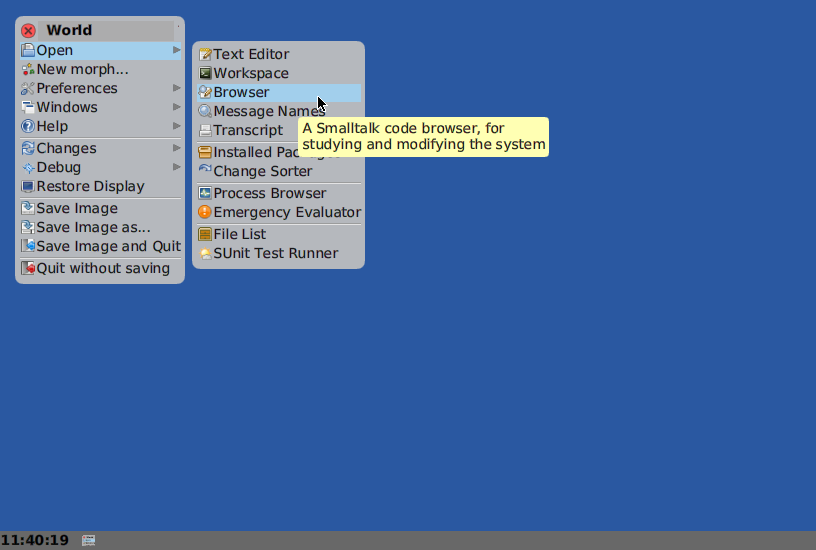 World
Open
New morph...
Preferences
Windows
Help
Changes
Debug
Restore Display
Save Image
Save Image as...
Save Image and Quit
Quit without saving
Text Editor
Workspace
Browser
Message Names
Transcript
A Smalltalk code browser, for
studying and modifying the system
Installed
Change Sorter
Process Browser
Emergency Evaluator
File List
SUnit Test Runner
11:40:19